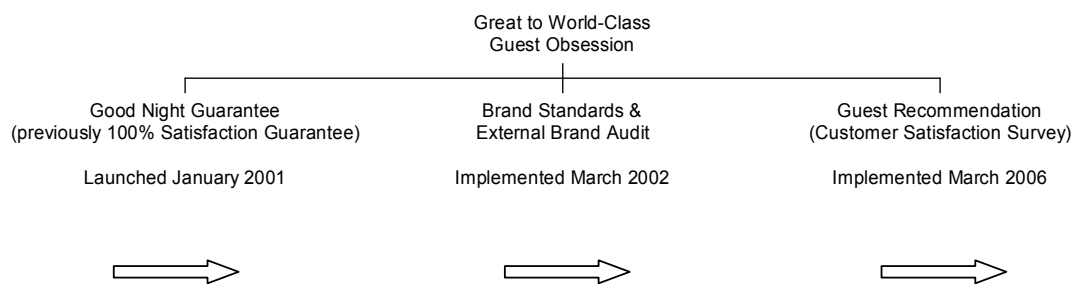 Great to World-Class
Guest Obsession
Good Night Guarantee
(previously 100% Satisfaction Guarantee)
Launched January 2001
Brand Standards &
External Brand Audit
Implemented March 2002
Guest Recommendation
(Customer Satisfaction Survey)
Implemented March 2006